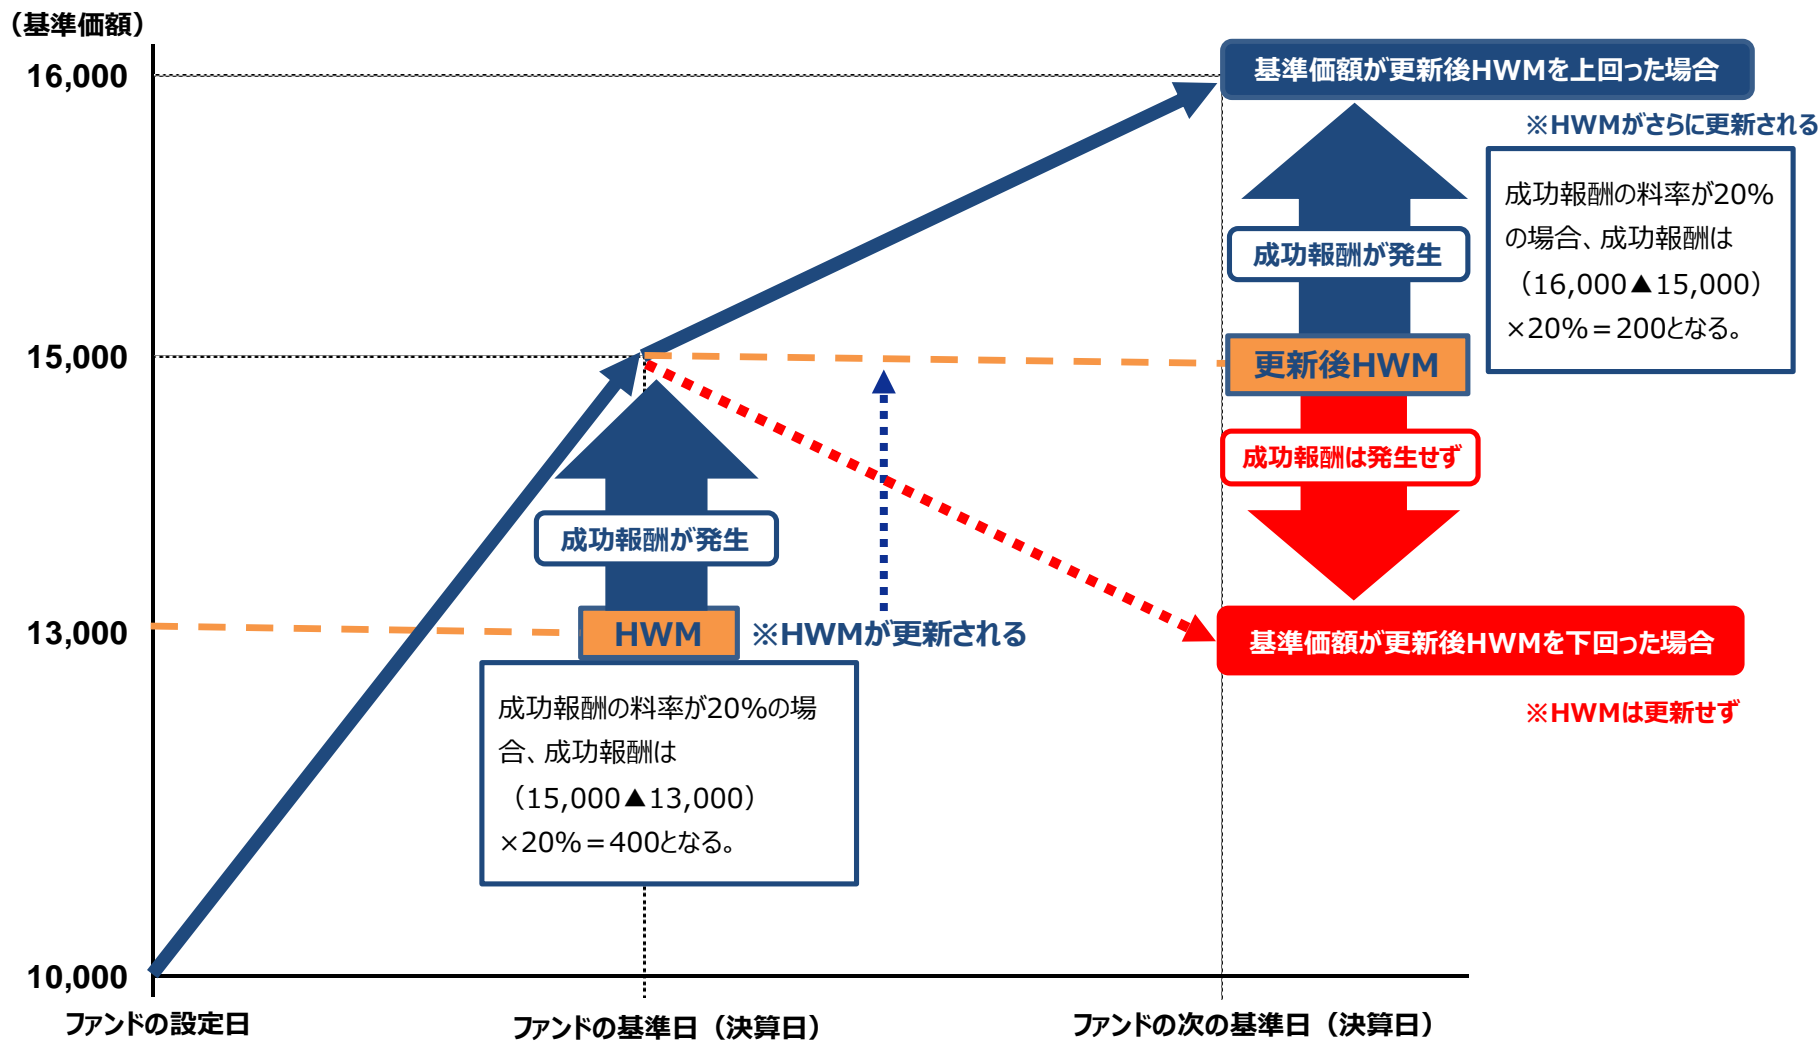 （基準価額）
16,000
基準価額が更新後HWMを上回った場合
※HWMがさらに更新される
成功報酬の料率が20%
の場合、成功報酬は
（16,000▲15,000）
×20%＝200となる。
成功報酬が発生
15,000
更新後HWM
成功報酬は発生せず
成功報酬が発生
13,000
HWM
※HWMが更新される
基準価額が更新後HWMを下回った場合
※HWMは更新せず
成功報酬の料率が20%の場
合、成功報酬は
（15,000▲13,000）
×20%＝400となる。
10,000
ファンドの設定日
ファンドの基準日（決算日）
ファンドの次の基準日（決算日）